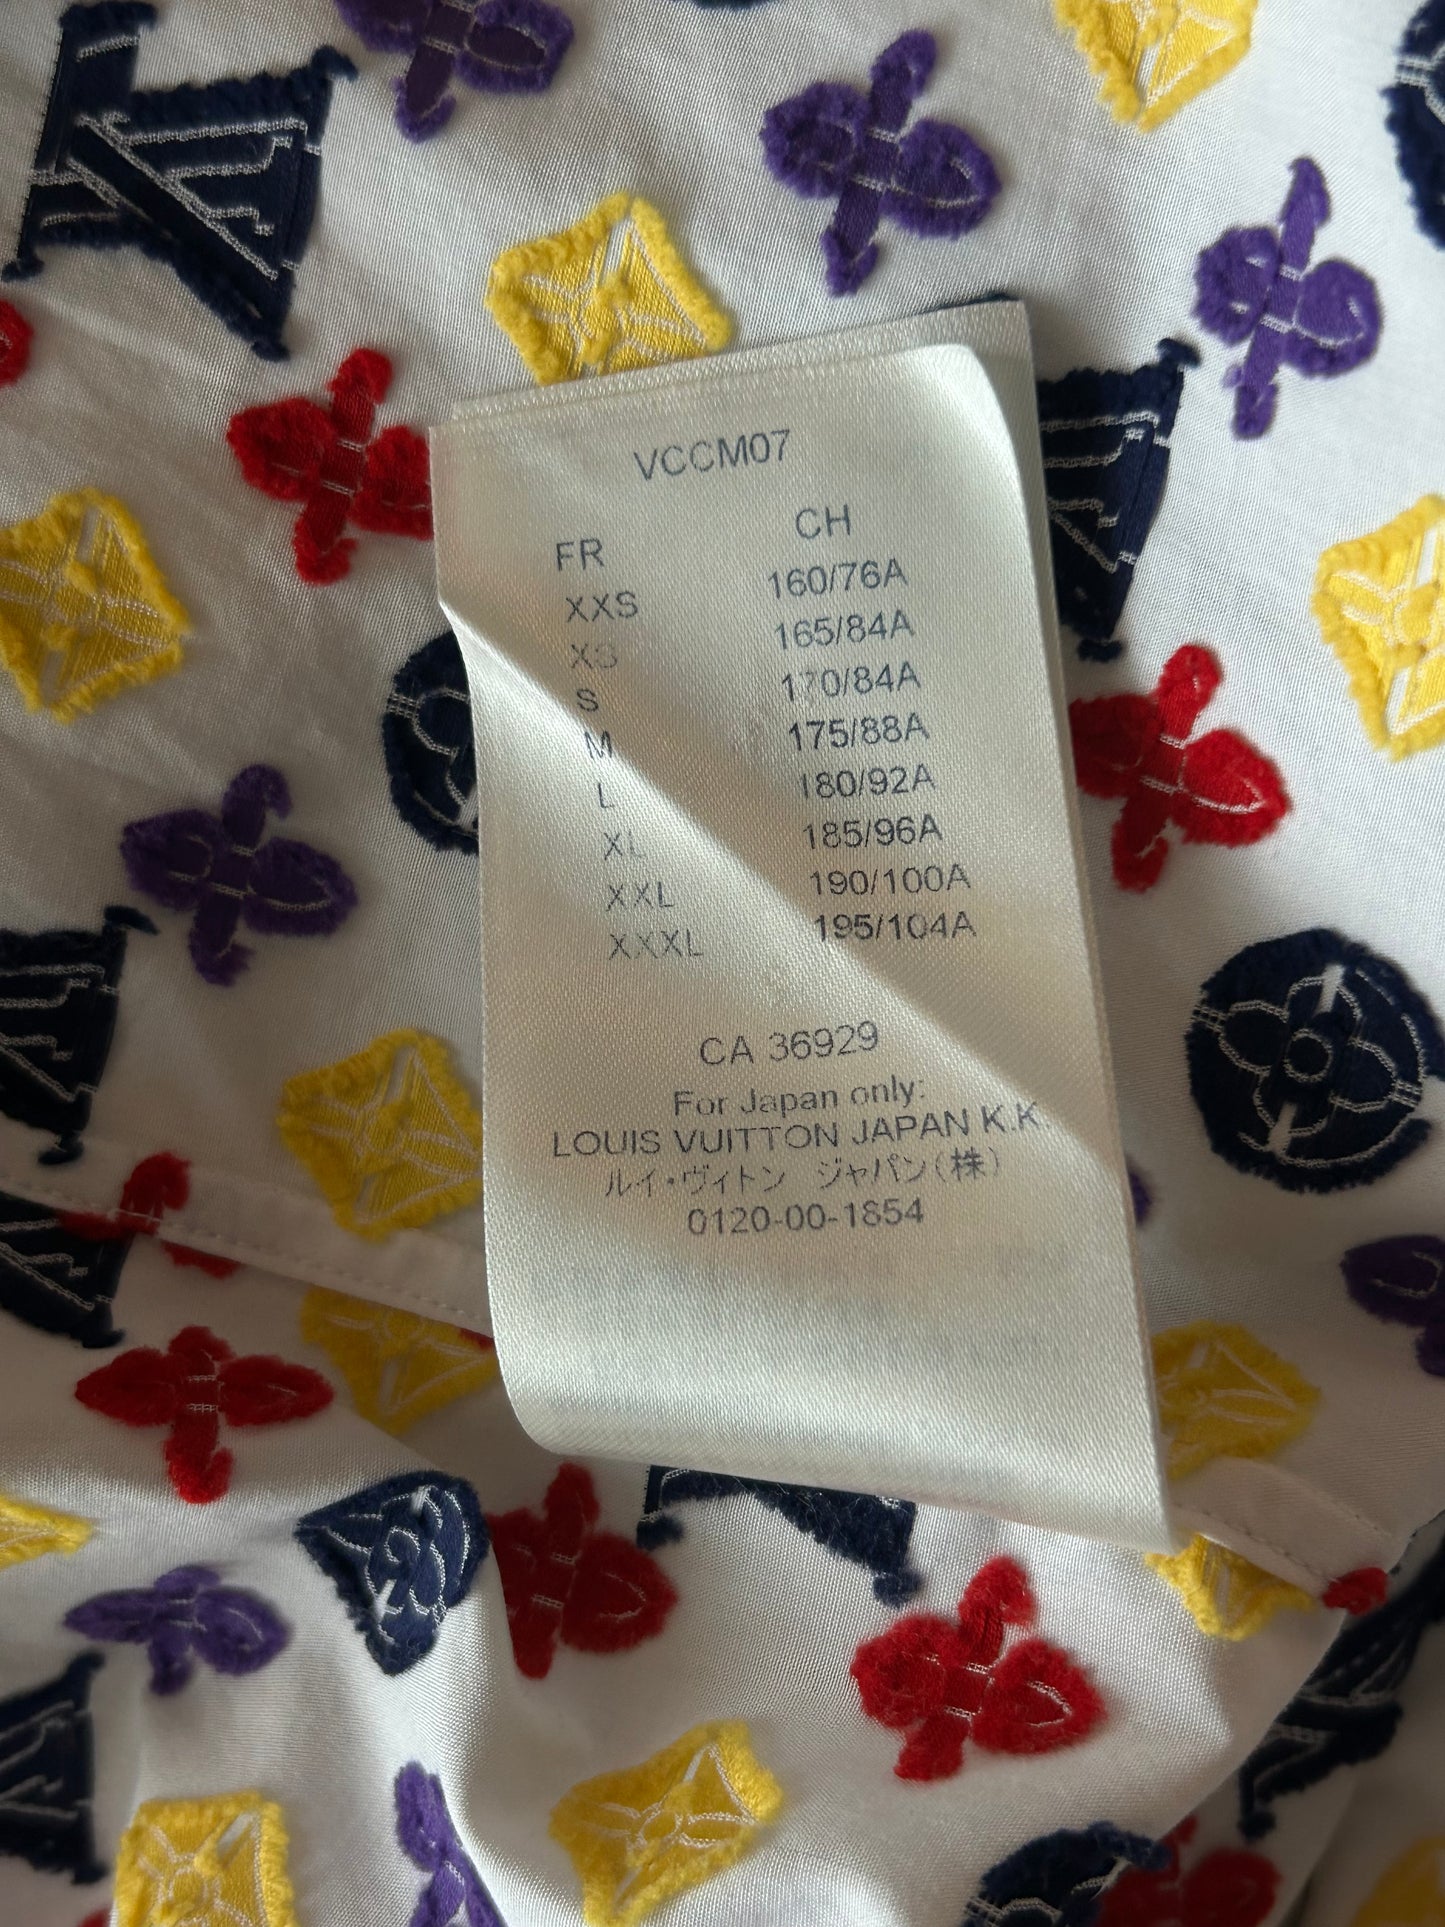 VCCM07
FR CH
XXS 160/76A
XS 165/84A
S 170/84A
M 175/88A
L 180/92A
XL 185/96A
XXL 190/100A
XXXL 195/104A
CA 36929
For Japan only:
LOUIS VUITTON JAPAN K.K.
ルイ・ヴィトン ジャパン(株)
0120-00-1854